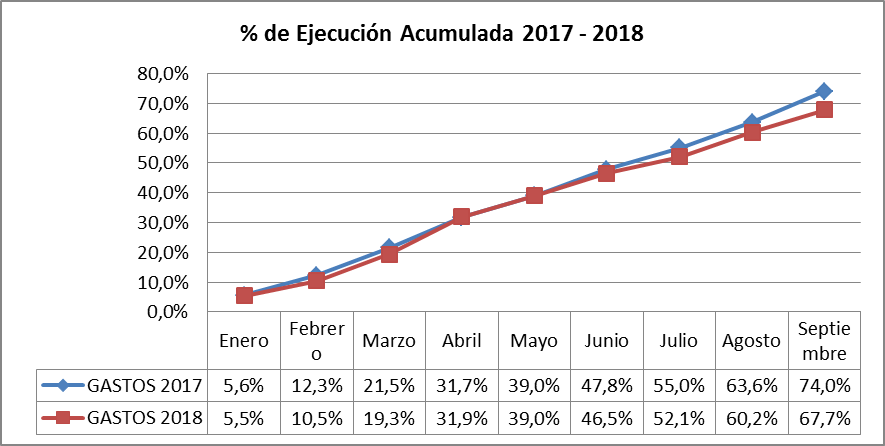 % de Ejecución Acumulada 2017 - 2018
80,0%
70,0%
60,0%
50,0%
40,0%
30,0%
20,0%
10,0%
0,0%
Enero Febrer Marzo Abril Mayo Junio Julio Agosto Septie
o mbre
GASTOS 2017 5,6% 12,3% 21,5% 31,7% 39,0% 47,8% 55,0% 63,6% 74,0%
GASTOS 2018 5,5% 10,5% 19,3% 31,9% 39,0% 46,5% 52,1% 60,2% 67,7%